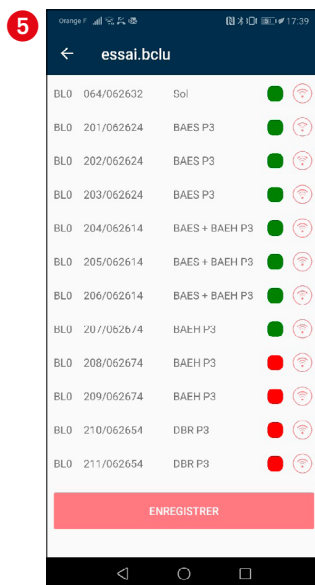 5
Orange F 17:39
essai.bclu
BL0 064/062632 Sol
BL0 201/062624 BAES P3
BL0 202/062624 BAES P3
BL0 203/062624 BAES P3
BL0 204/062614 BAES + BAEH P3
BL0 205/062614 BAES + BAEH P3
BL0 206/062614 BAES + BAEH P3
BL0 207/062674 BAEH P3
BL0 208/062674 BAEH P3
BL0 209/062674 BAEH P3
BL0 210/062654 DBR P3
BL0 211/062654 DBR P3
ENREGISTRER